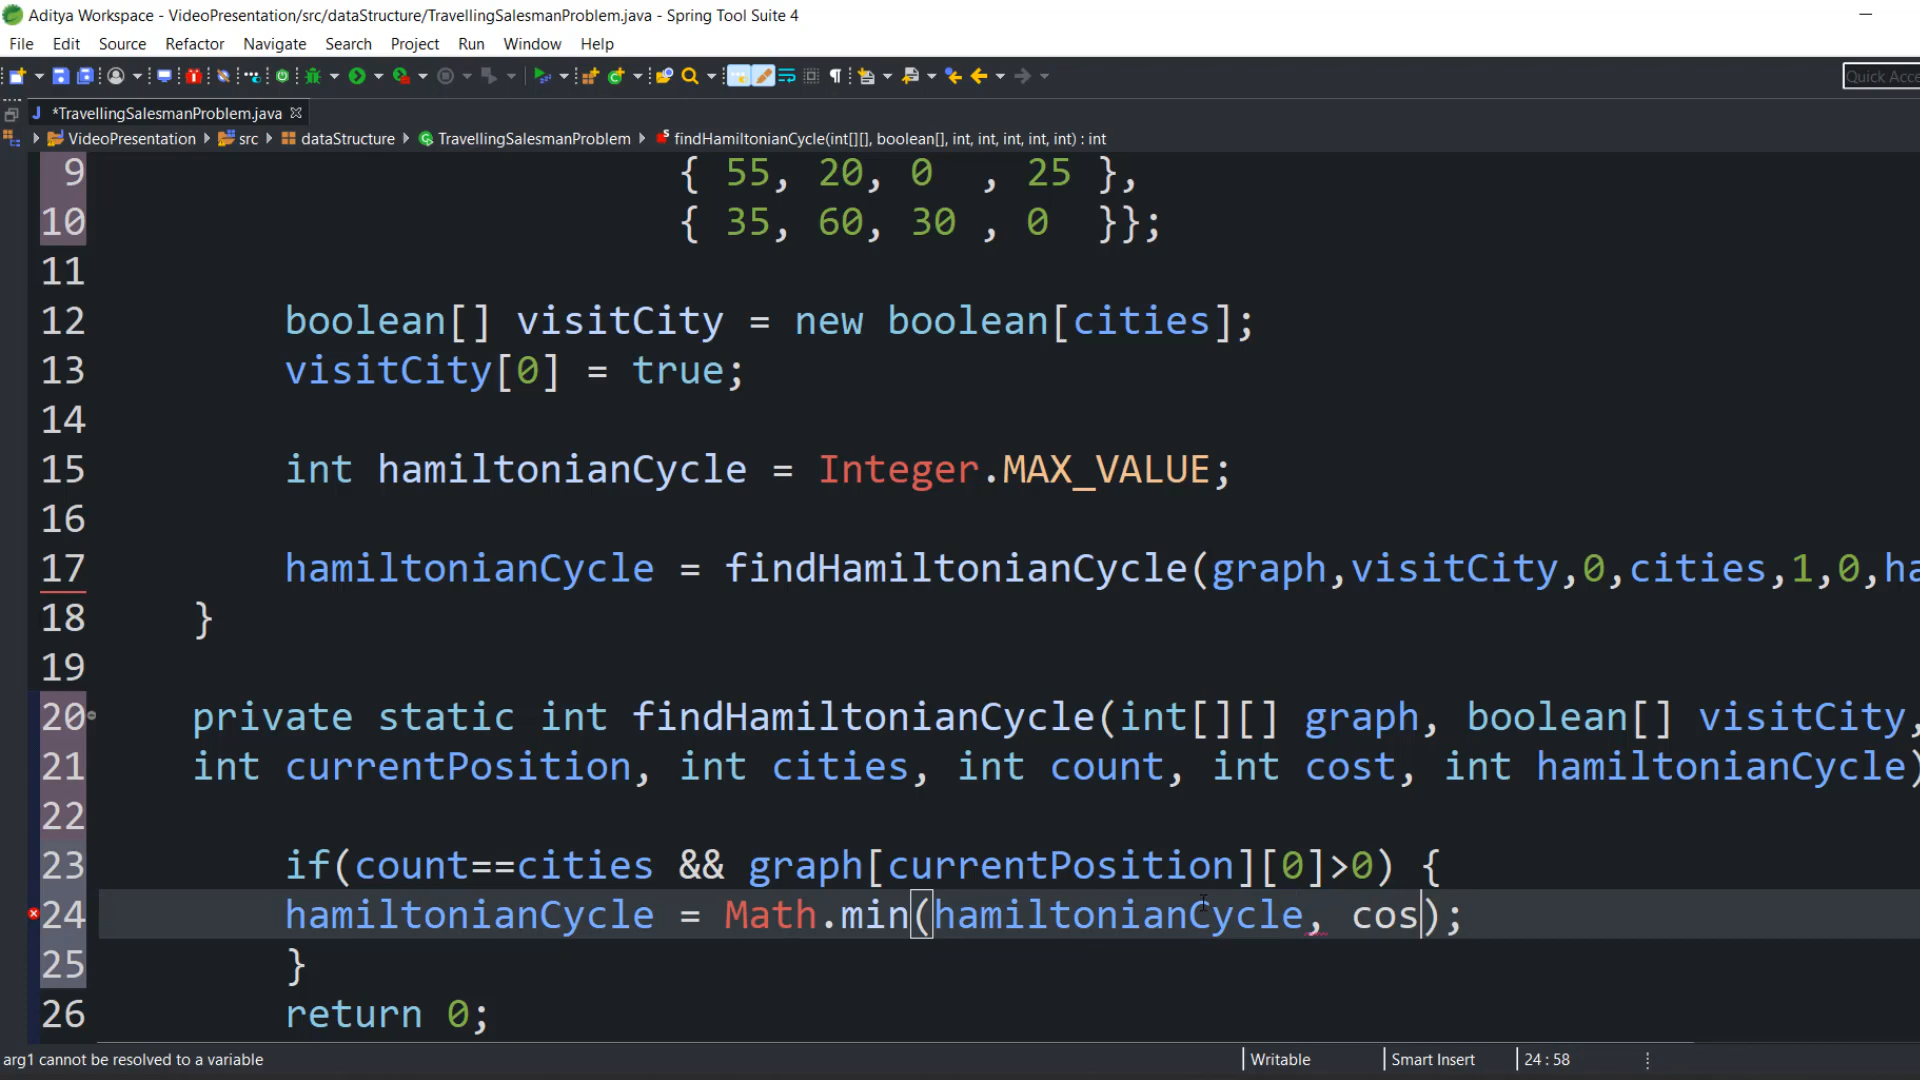 Aditya Workspace - VideoPresentation/src/dataStructure/TravellingSalesmanProblem.java - Spring Tool Suite 4
File Edit Source Refactor Navigate Search Project Run Window Help
Quick Acce
*TravellingSalesmanProblem.java
VideoPresentation src dataStructure TravellingSalesmanProblem findHamiltonianCycle(int[][], boolean[], int, int, int, int, int) : int
9 { 55, 20, 0 , 25 },
10 { 35, 60, 30 , 0 }};
11
12 boolean[] visitCity = new boolean[cities];
13 visitCity[0] = true;
14
15 int hamiltonianCycle = Integer.MAX_VALUE;
16
17 hamiltonianCycle = findHamiltonianCycle(graph,visitCity,0,cities,1,0,ha
18 }
19
20 private static int findHamiltonianCycle(int[][] graph, boolean[] visitCity,
21 int currentPosition, int cities, int count, int cost, int hamiltonianCycle)
22
23 if(count==cities && graph[currentPosition][0]>0) {
24 hamiltonianCycle = Math.min(hamiltonianCycle, cos);
25 }
26 return 0;
arg1 cannot be resolved to a variable Writable Smart Insert 24 : 58